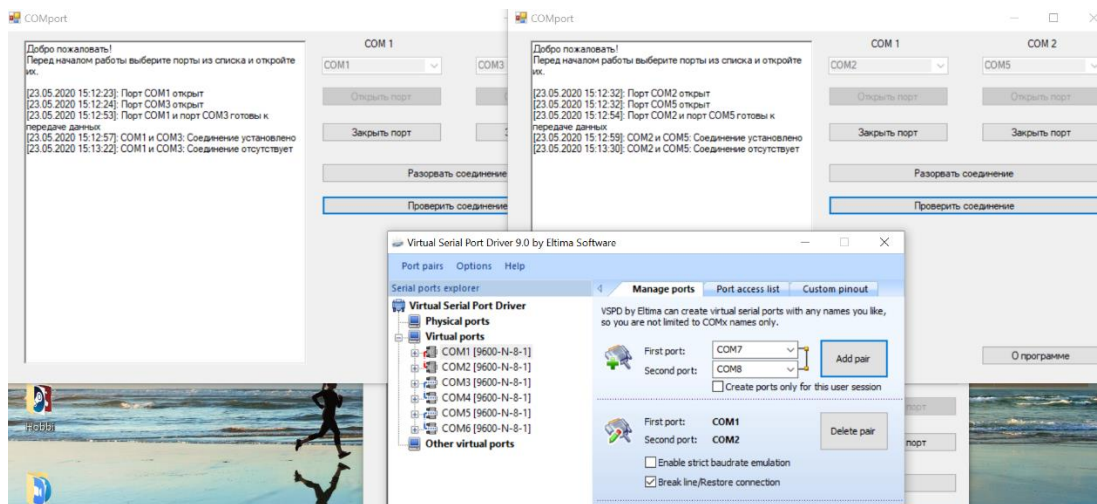 COMport
Добро пожаловать!
Перед началом работы выберите порты из списка и откройте
их.
[23.05.2020 15:12:23]: Порт COM1 открыт
[23.05.2020 15:12:24]: Порт COM3 открыт
[23.05.2020 15:12:53]: Порт COM1 и порт COM3 готовы к
передаче данных
[23.05.2020 15:12:57]: COM1 и COM3: Соединение установлено
[23.05.2020 15:13:22]: COM1 и COM3: Соединение отсутствует
COM 1
COM1
COM3
Открыть порт
Закрыть порт
Разорвать соединение
Проверить соединение
COMport
Добро пожаловать!
Перед началом работы выберите порты из списка и откройте
их.
[23.05.2020 15:12:32]: Порт COM2 открыт
[23.05.2020 15:12:32]: Порт COM5 открыт
[23.05.2020 15:12:54]: Порт COM2 и порт COM5 готовы к
передаче данных
[23.05.2020 15:12:59]: COM2 и COM5: Соединение установлено
[23.05.2020 15:13:30]: COM2 и COM5: Соединение отсутствует
COM 1
COM 2
COM2
COM5
Открыть порт
Открыть порт
Закрыть порт
Закрыть порт
Разорвать соединение
Проверить соединение
О программе
Virtual Serial Port Driver 9.0 by Eltima Software
Port pairs Options Help
Serial ports explorer
Virtual Serial Port Driver
Physical ports
Virtual ports
COM1 [9600-N-8-1]
COM2 [9600-N-8-1]
COM3 [9600-N-8-1]
COM4 [9600-N-8-1]
COM5 [9600-N-8-1]
COM6 [9600-N-8-1]
Other virtual ports
Manage ports
Port access list
Custom pinout
VSPD by Eltima can create virtual serial ports with any names you like,
so you are not limited to COMx names only.
First port: COM7
Second port: COM8
Add pair
Create ports only for this user session
First port: COM1
Second port: COM2
Delete pair
Enable strict baudrate emulation
Break line/Restore connection
порт
порт
Hobbi